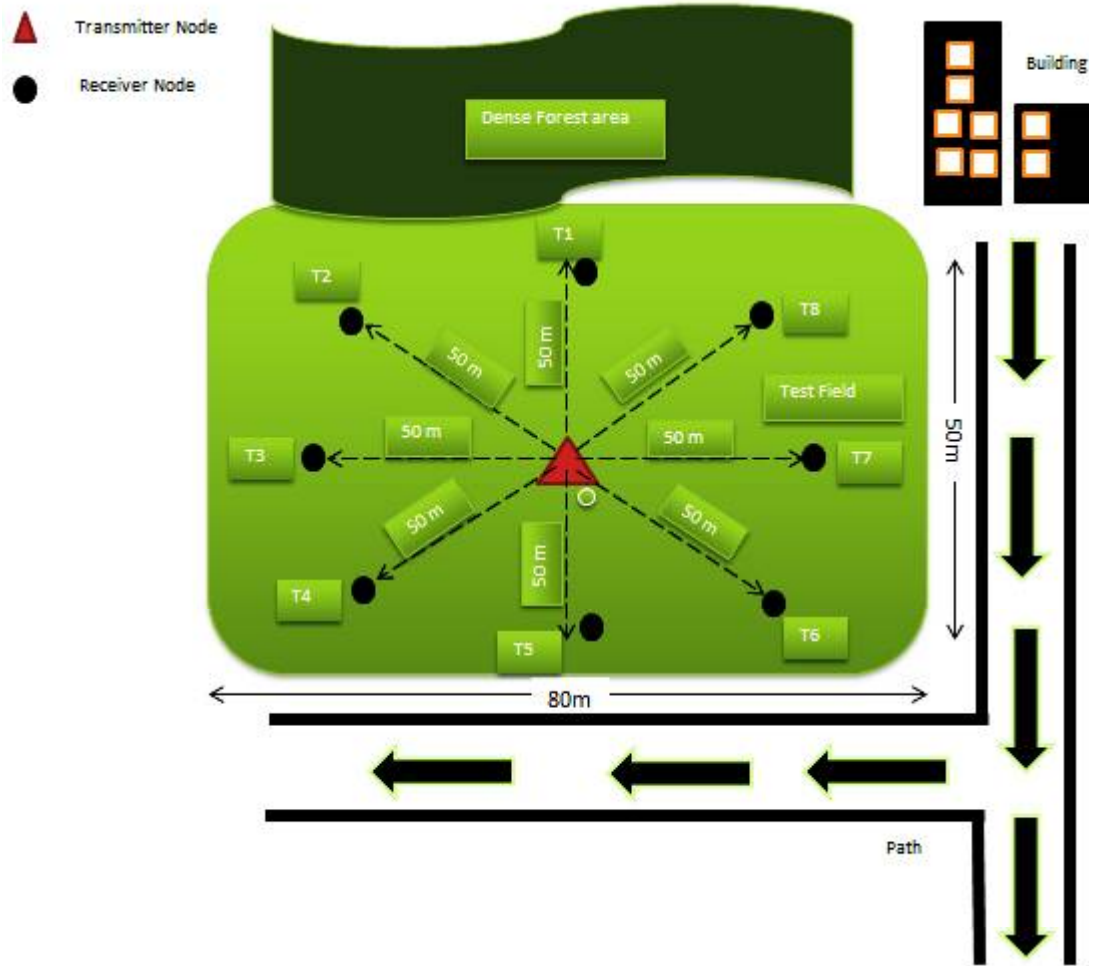 Transmitter Node
Receiver Node
Building
Dense Forest area
T1
T2
T8
50 m
50 m
50 m
Test Field
50 m
50 m
T3
T7
50m
50 m
50 m
50 m
T4
T5
T6
80m
Path